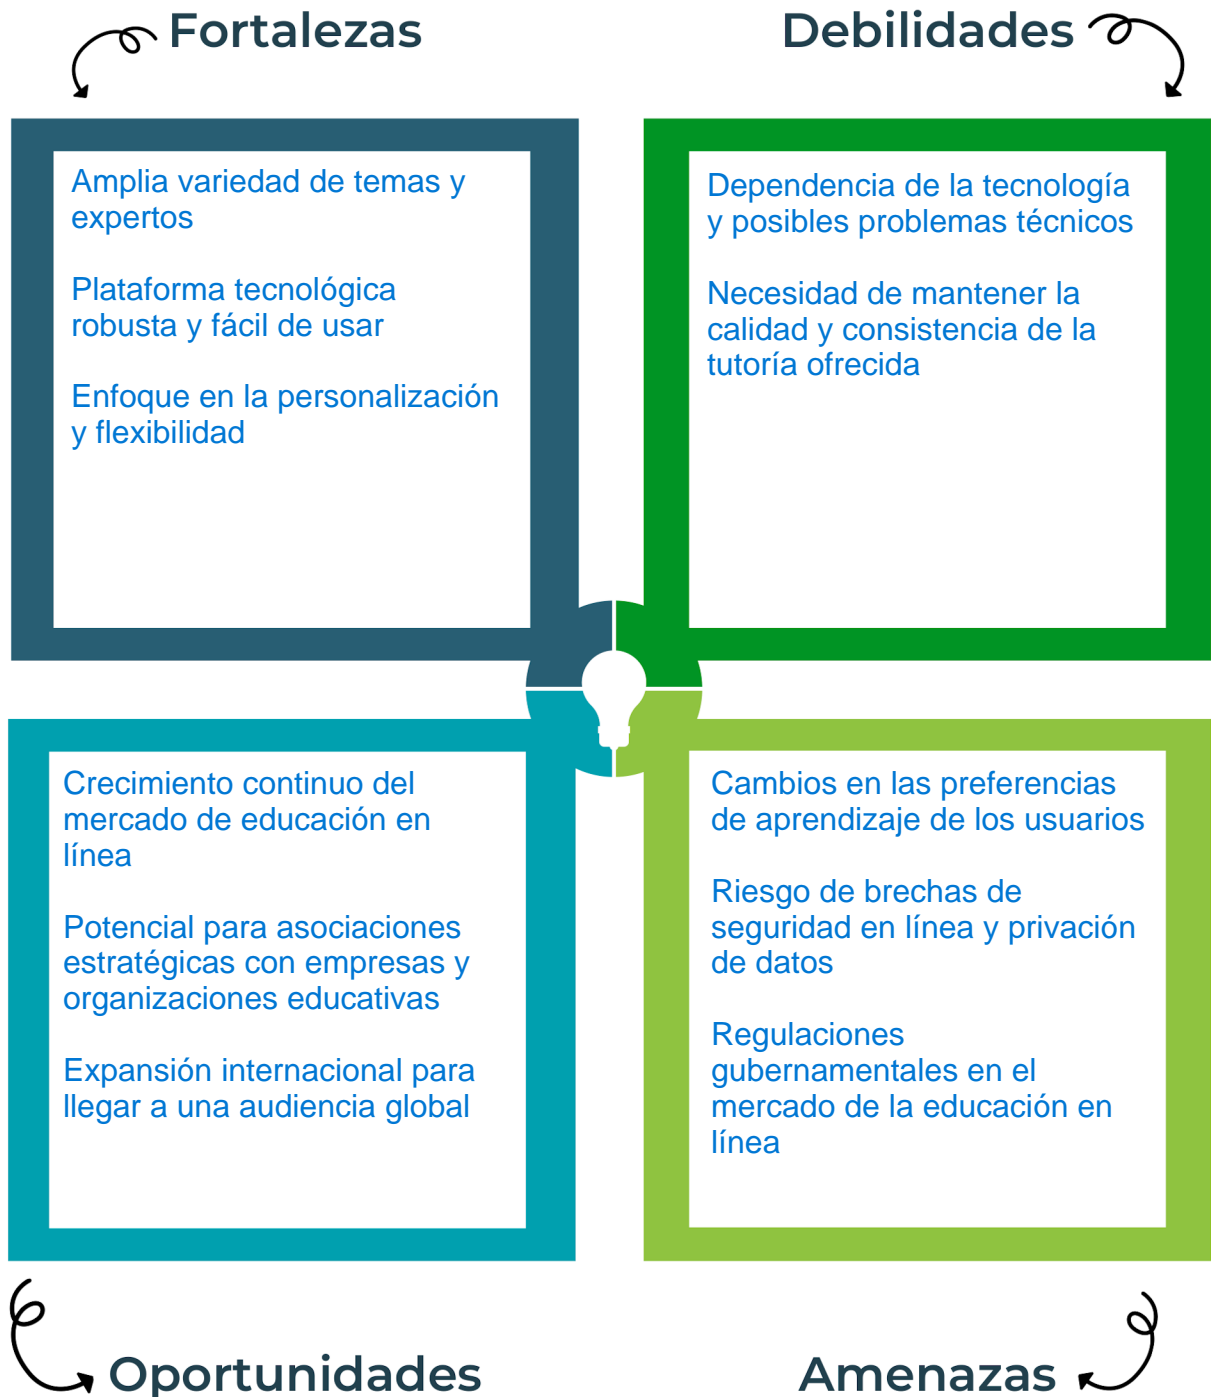 Fortalezas
Amplia variedad de temas y
expertos
Plataforma tecnológica
robusta y fácil de usar
Enfoque en la personalización
y flexibilidad
Debilidades
Dependencia de la tecnología
y posibles problemas técnicos
Necesidad de mantener la
calidad y consistencia de la
tutoría ofrecida
Crecimiento continuo del
mercado de educación en
línea
Potencial para asociaciones
estratégicas con empresas y
organizaciones educativas
Expansión internacional para
llegar a una audiencia global
Oportunidades
Cambios en las preferencias
de aprendizaje de los usuarios
Riesgo de brechas de
seguridad en línea y privación
de datos
Regulaciones
gubernamentales en el
mercado de la educación en
línea
Amenazas